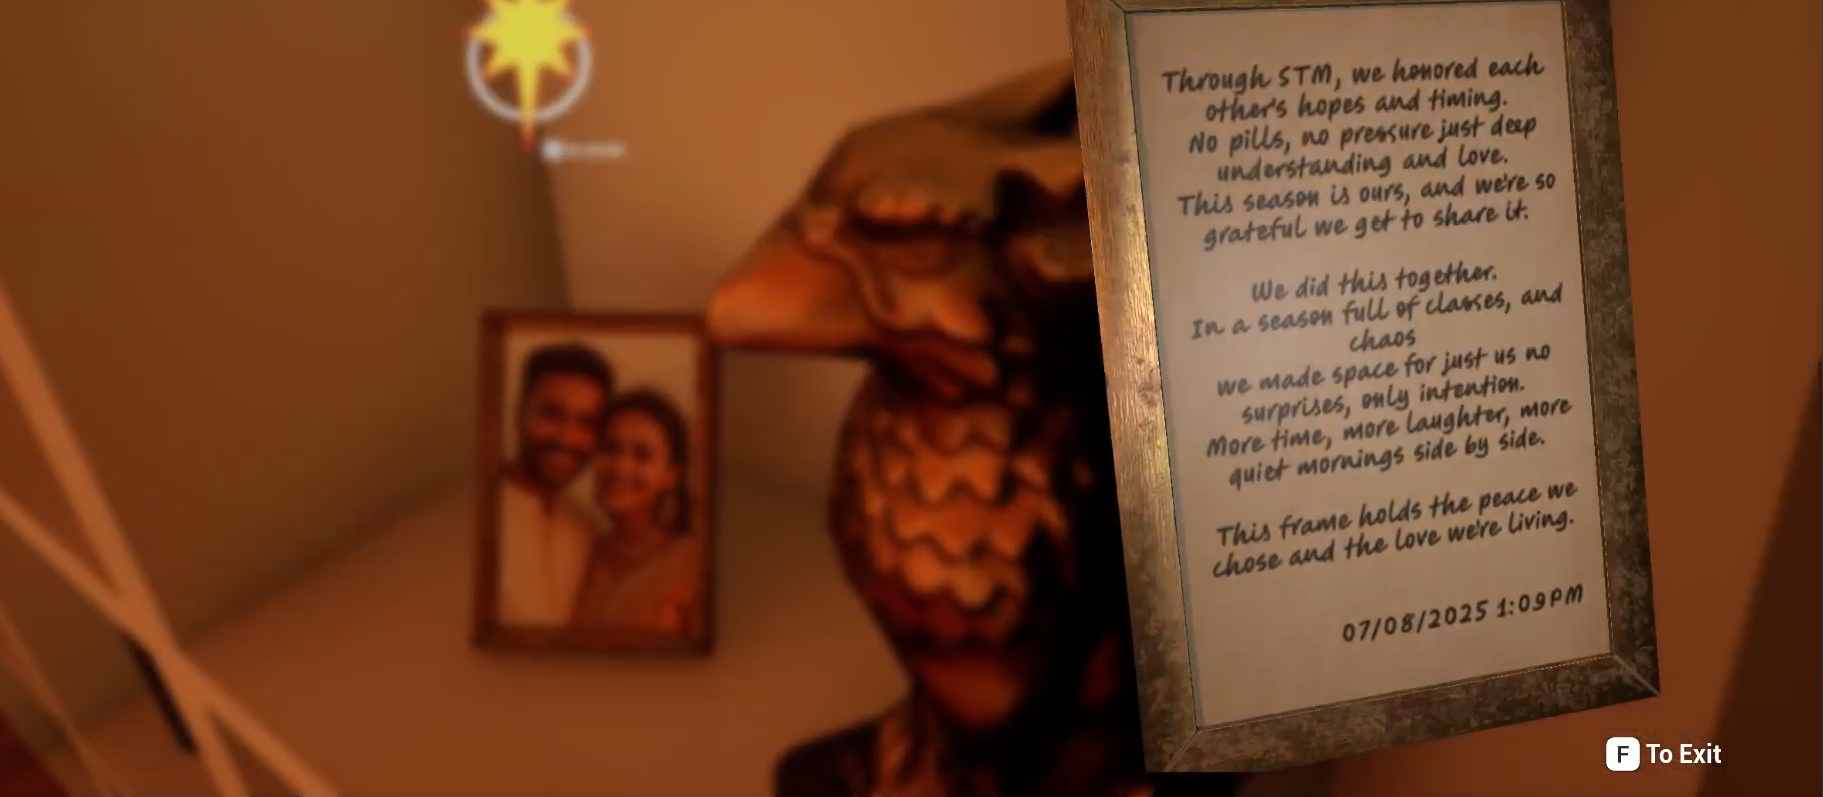 Through STM, we honored each
other's hopes and timing.
No pills, no pressure just deep
understanding and love.
This season is ours, and we're so
grateful we get to share it.
We did this together.
In a season full of classes, and
chaos
we made space for just us no
surprises, only intention.
More time, more laughter, more
quiet mornings side by side.
This frame holds the peace we
chose and the love we're living.
07/08/2025 1:09PM
F To Exit